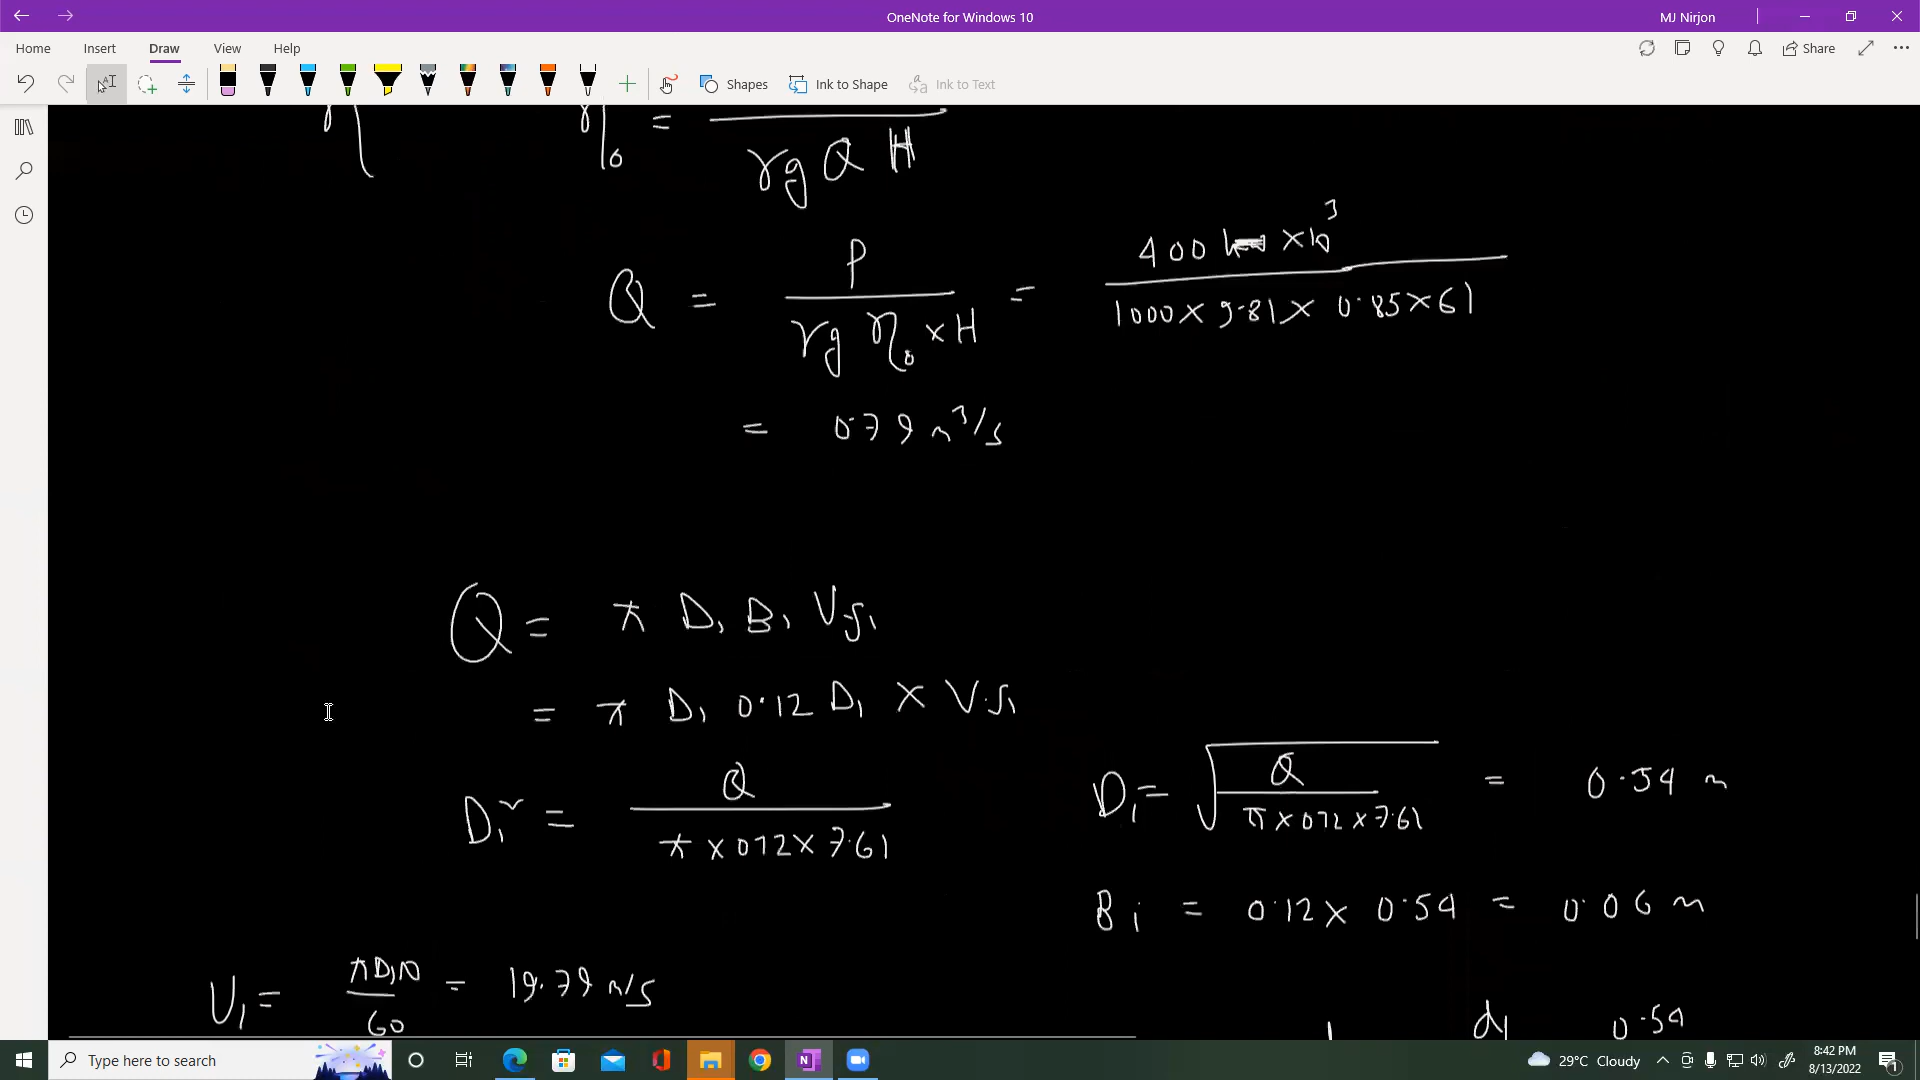 OneNote for Windows 10
MJ Nirjon
Home Insert Draw View Help
Share
Shapes Ink to Shape Ink to Text
η η₀ = / rg Q H
Q = P / rg η₀ × H = 400 ×10³ / 1000 × 9.81 × 0.85 × 61
= 0.79 m³/s
Q = π D₁ B₁ Vf₁
= π D₁ 0.12 D₁ × Vf₁
D₁² = Q / π × 0.12 × 7.61
D₁ = √ Q / π × 0.12 × 7.61 = 0.54 m
B₁ = 0.12 × 0.54 = 0.06 m
U₁ = πD₁N / 60 = 19.79 m/s
d₁ 0.54
Type here to search
29°C Cloudy
8:42 PM
8/13/2022
1